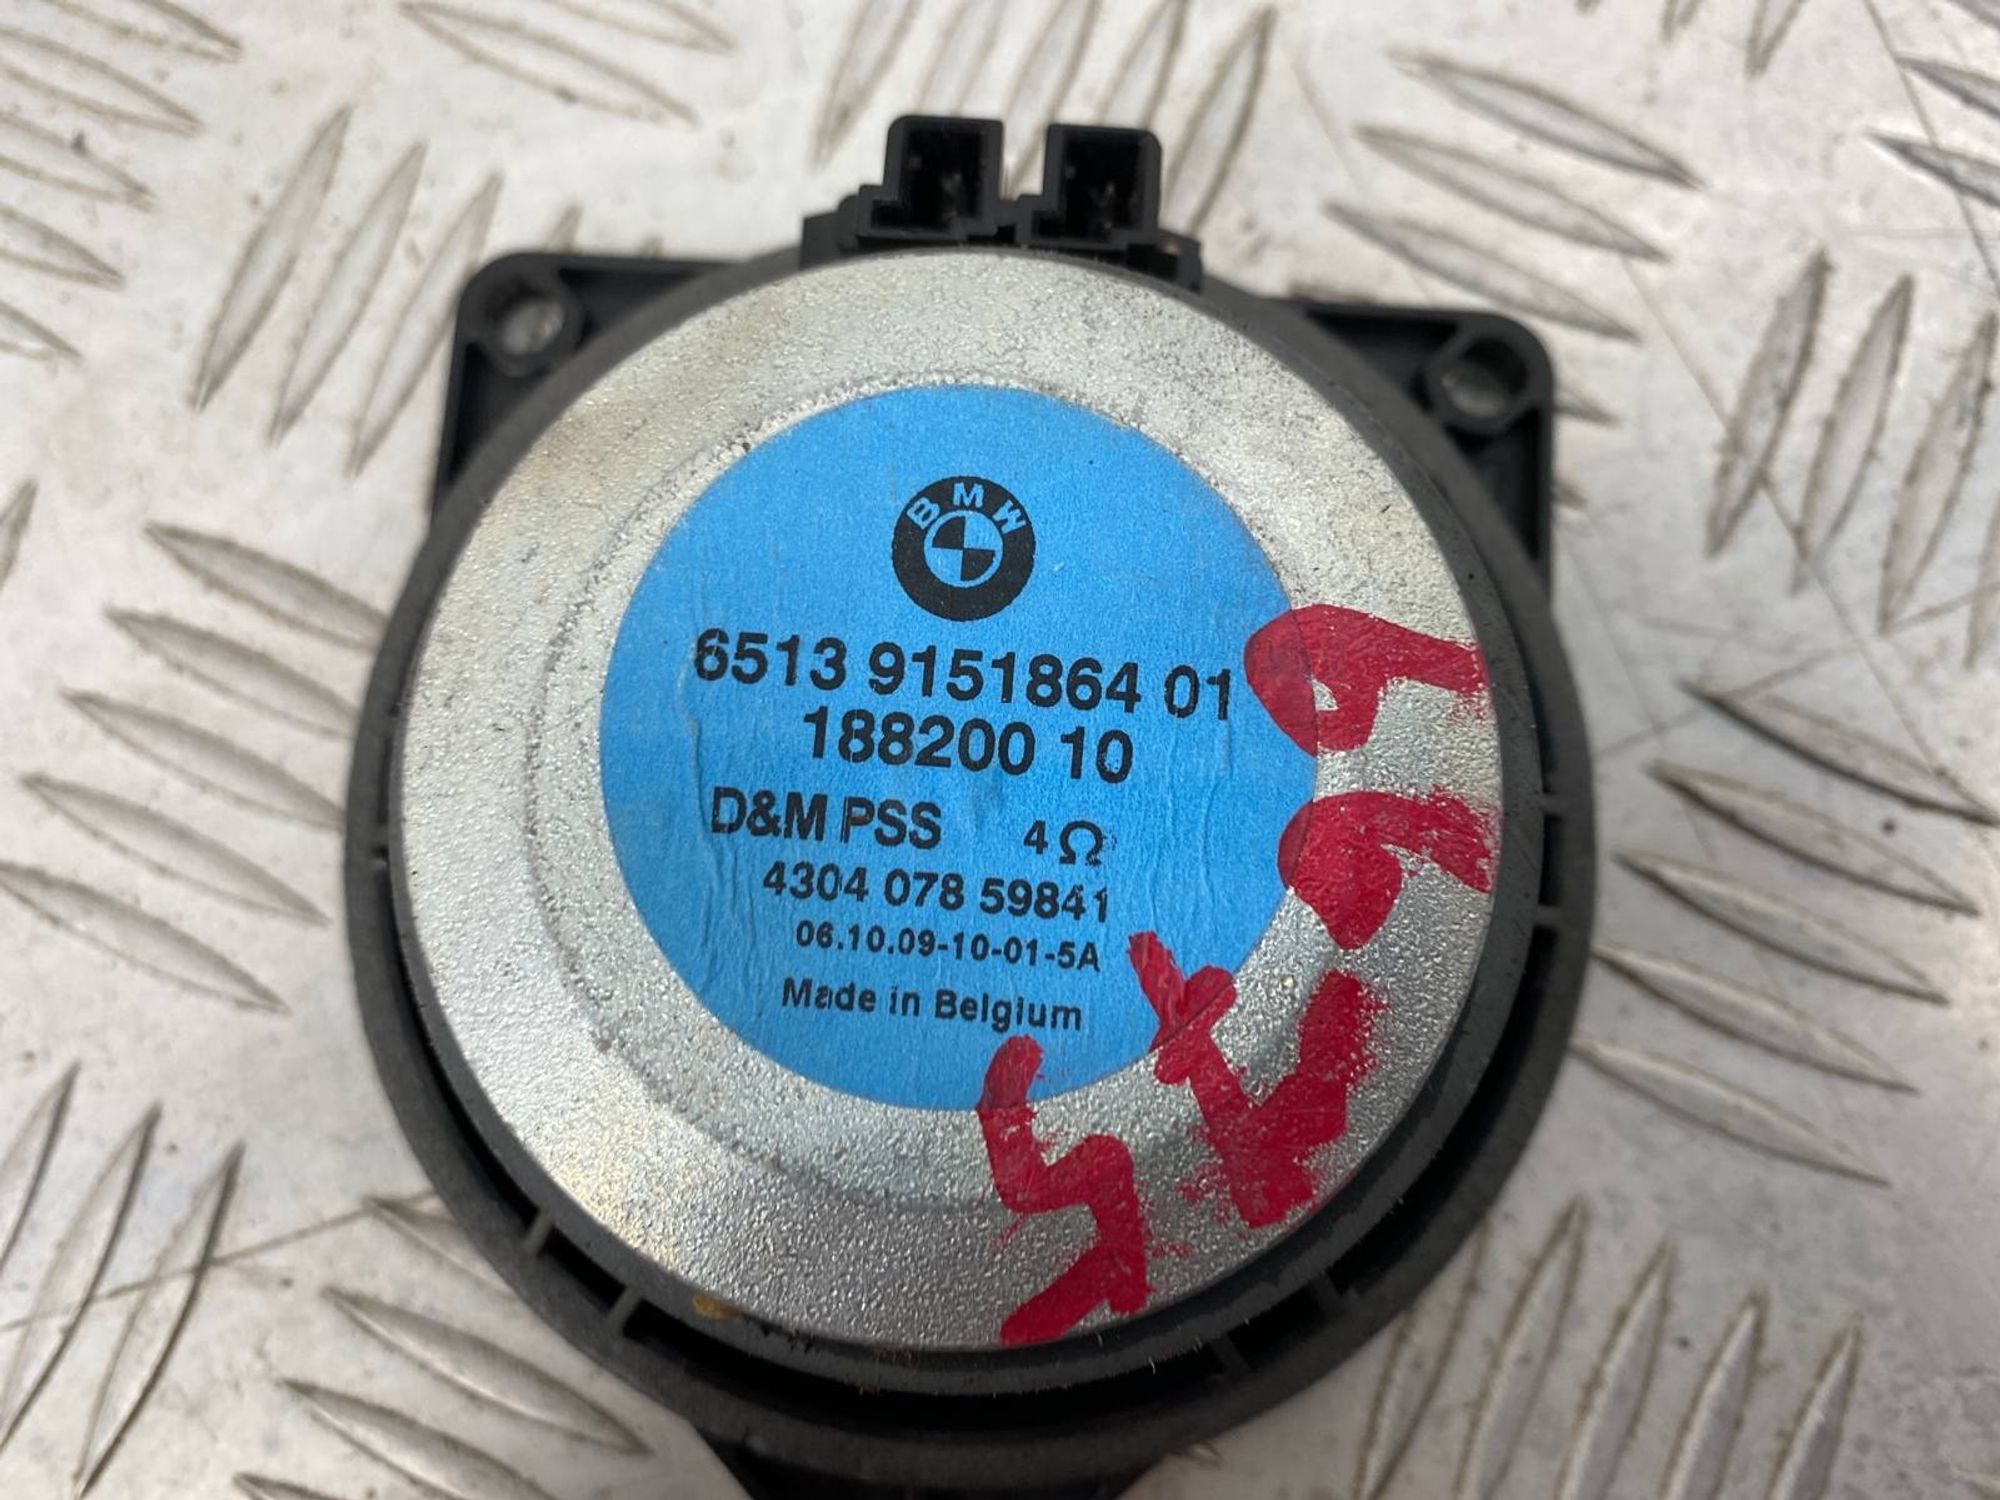 BMW
6513 9151864 01
188200 10
D&M PSS 4Ω
4304 078 59841
06.10.09-10-01-5A
Made in Belgium